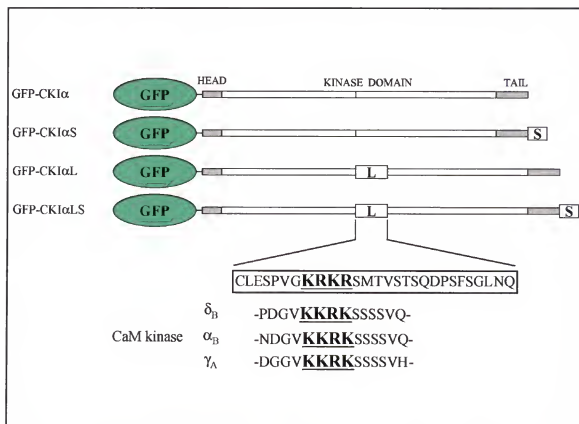 HEAD KINASE DOMAIN TAIL
GFP-CKIα GFP
GFP-CKIαS GFP S
GFP-CKIαL GFP L
GFP-CKIαLS GFP L S
CLESPVGKRKRSMTVSTSQDPSFSGLNQ
δB -PDGVKKRKSSSSVQ-
CaM kinase αB -NDGVKKRKSSSSVQ-
γA -DGGVKKRKSSSSVH-